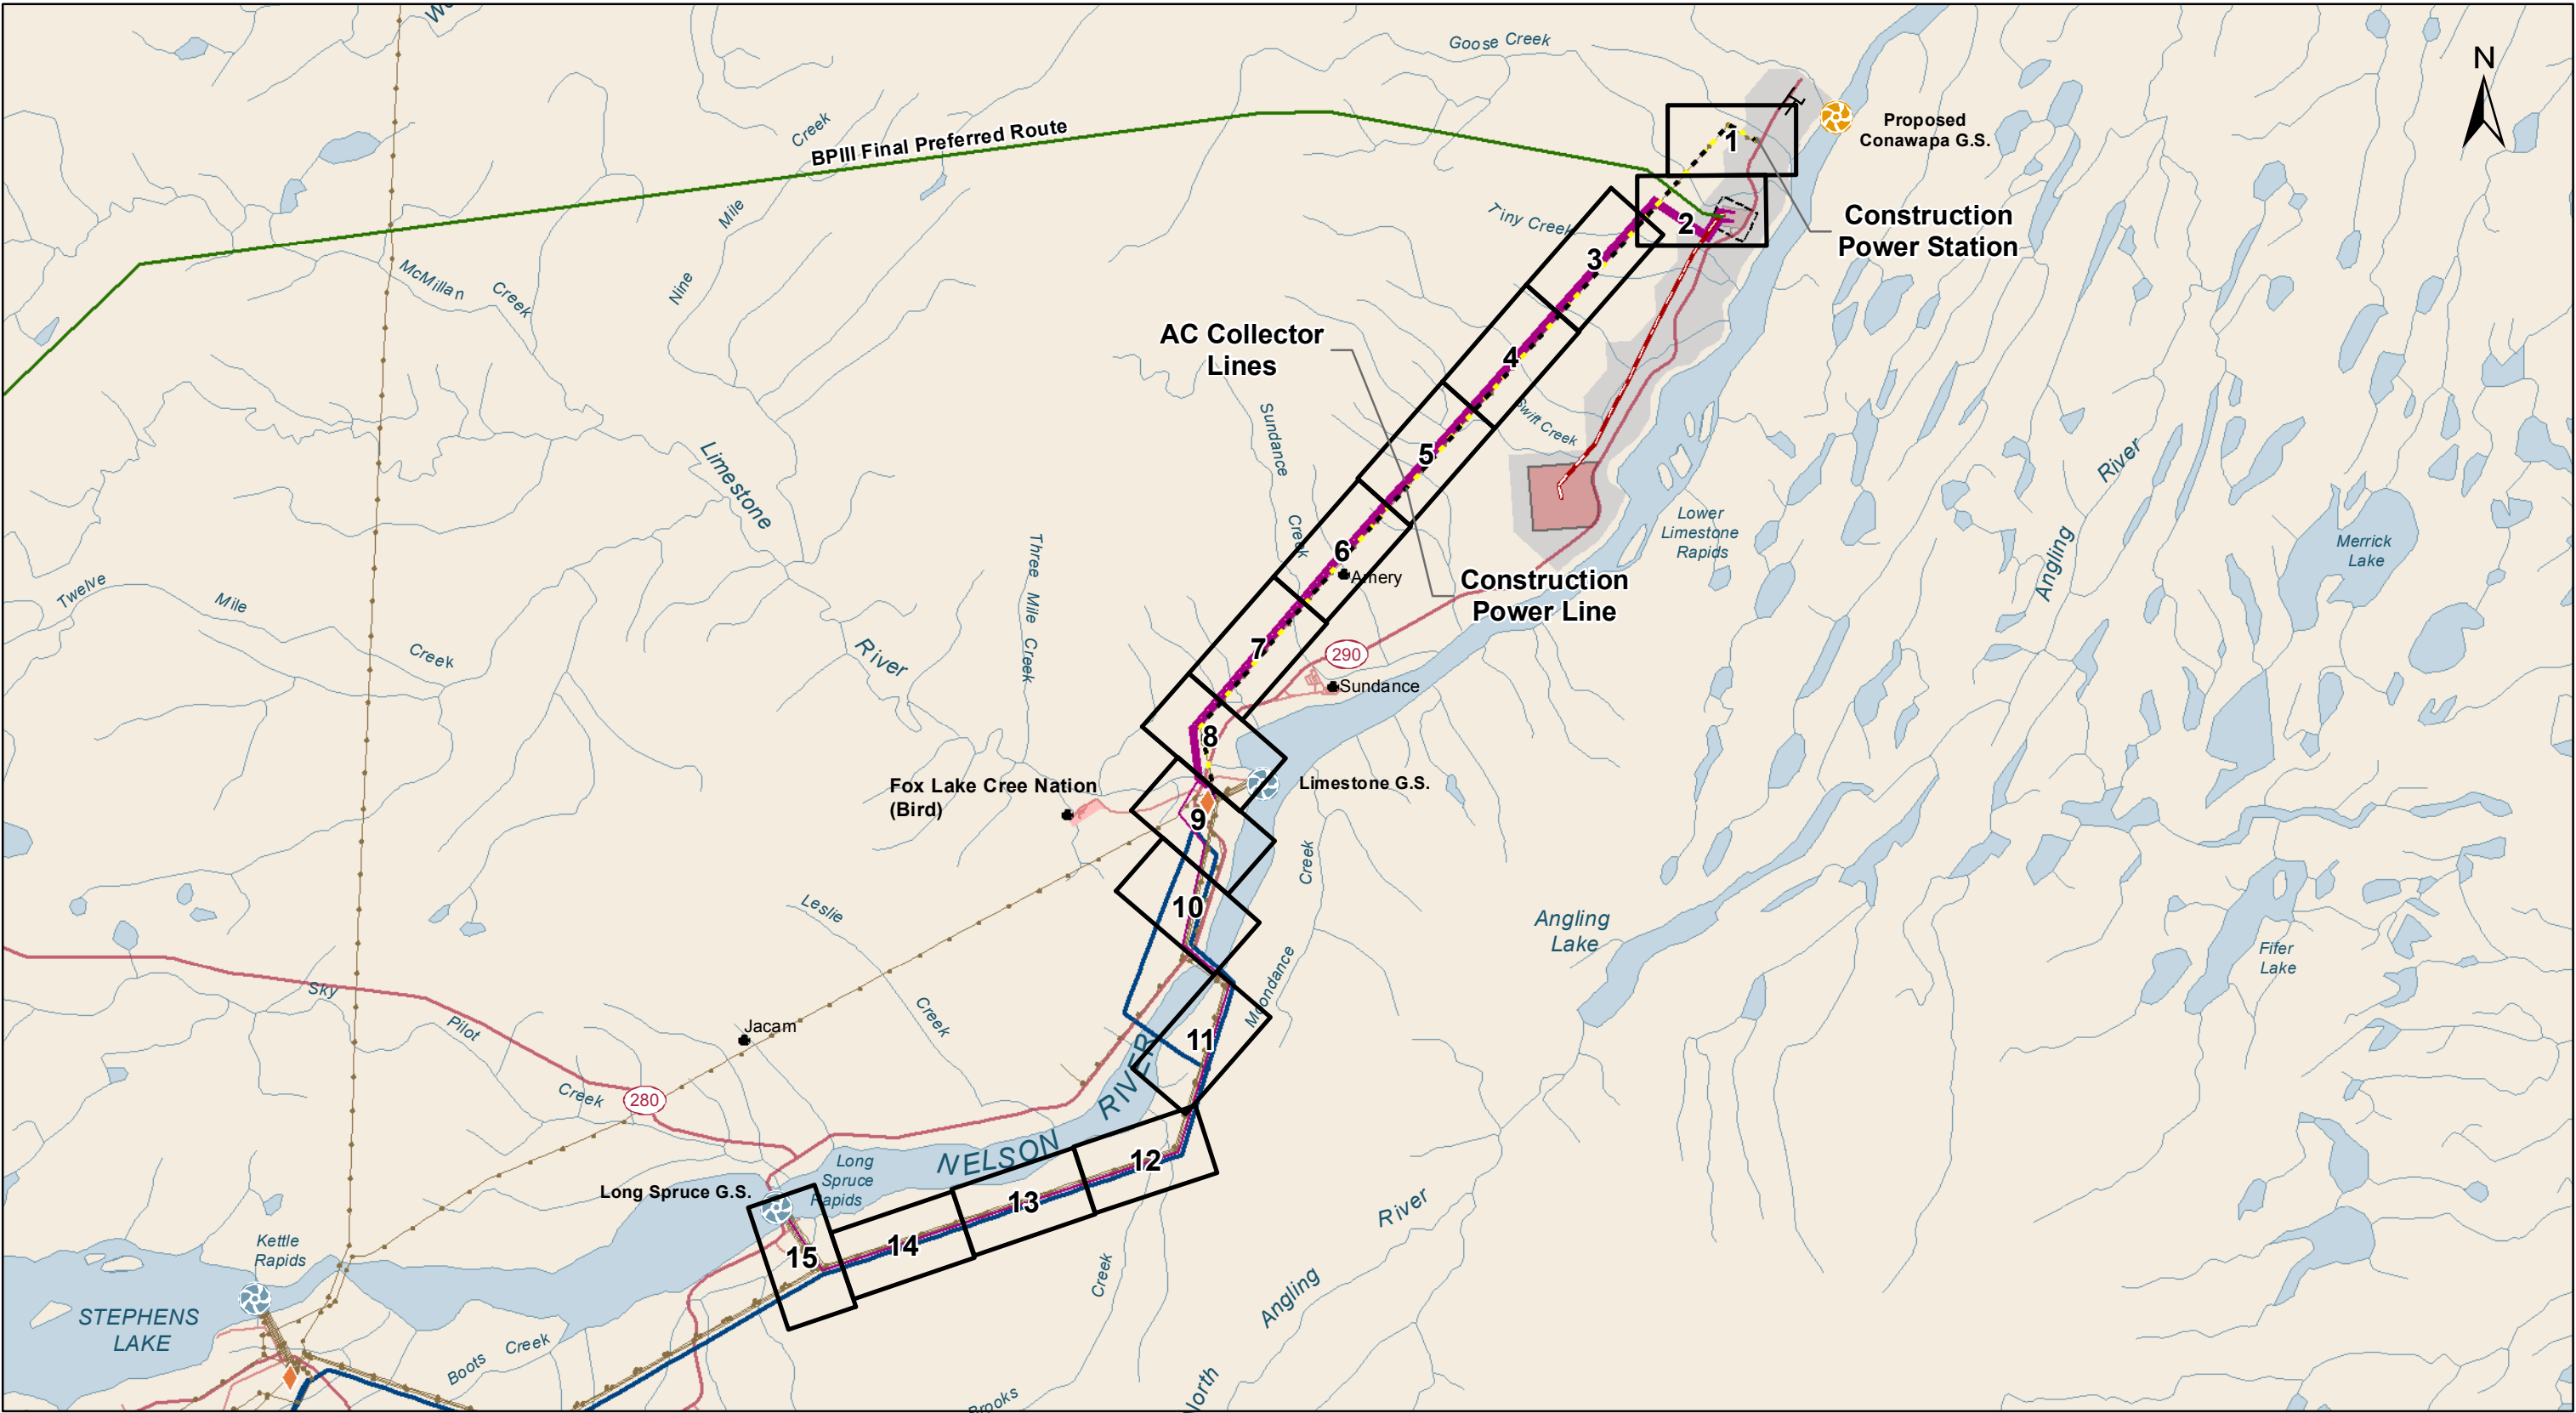 Goose Creek
N
Proposed
Conawapa G.S.
BPIII Final Preferred Route
Creek
Mile
Nine
1
2
Construction
Power Station
Tiny Creek
3
McMillan
Creek
AC Collector
Lines
4
Swift Creek
Sundance
Creek
5
Limestone
River
Lower
Limestone
Rapids
Angling
River
Merrick
Lake
6
Amery
Construction
Power Line
Three Mile Creek
Twelve
Mile
Creek
7
290
Sundance
8
Fox Lake Cree Nation
(Bird)
Limestone G.S.
9
Creek
Moondance
10
Leslie
Creek
Angling
Lake
Fifer
Lake
Sky
Pilot
Creek
Jacam
11
280
RIVER
NELSON
12
Long
Spruce
Rapids
Long Spruce G.S.
13
14
15
Kettle
Rapids
STEPHENS
LAKE
Boots
Creek
Creek
River
Angling
North
Brooks